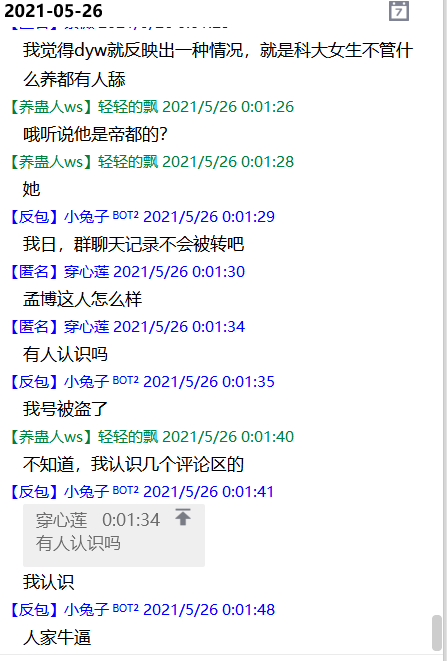 2021-05-26
7
我觉得dyw就反映出一种情况，就是科大女生不管什
么养都有人舔
【养蛊人ws】轻轻的飘 2021/5/26 0:01:26
哦听说他是帝都的？
【养蛊人ws】轻轻的飘 2021/5/26 0:01:28
她
【反包】小兔子 BOT2 2021/5/26 0:01:29
我日，群聊天记录不会被转吧
【匿名】穿心莲 2021/5/26 0:01:30
孟博这人怎么样
【匿名】穿心莲 2021/5/26 0:01:34
有人认识吗
【反包】小兔子 BOT2 2021/5/26 0:01:35
我号被盗了
【养蛊人ws】轻轻的飘 2021/5/26 0:01:40
不知道，我认识几个评论区的
【反包】小兔子 BOT2 2021/5/26 0:01:41
穿心莲 0:01:34
有人认识吗
我认识
【反包】小兔子 BOT2 2021/5/26 0:01:48
人家牛逼